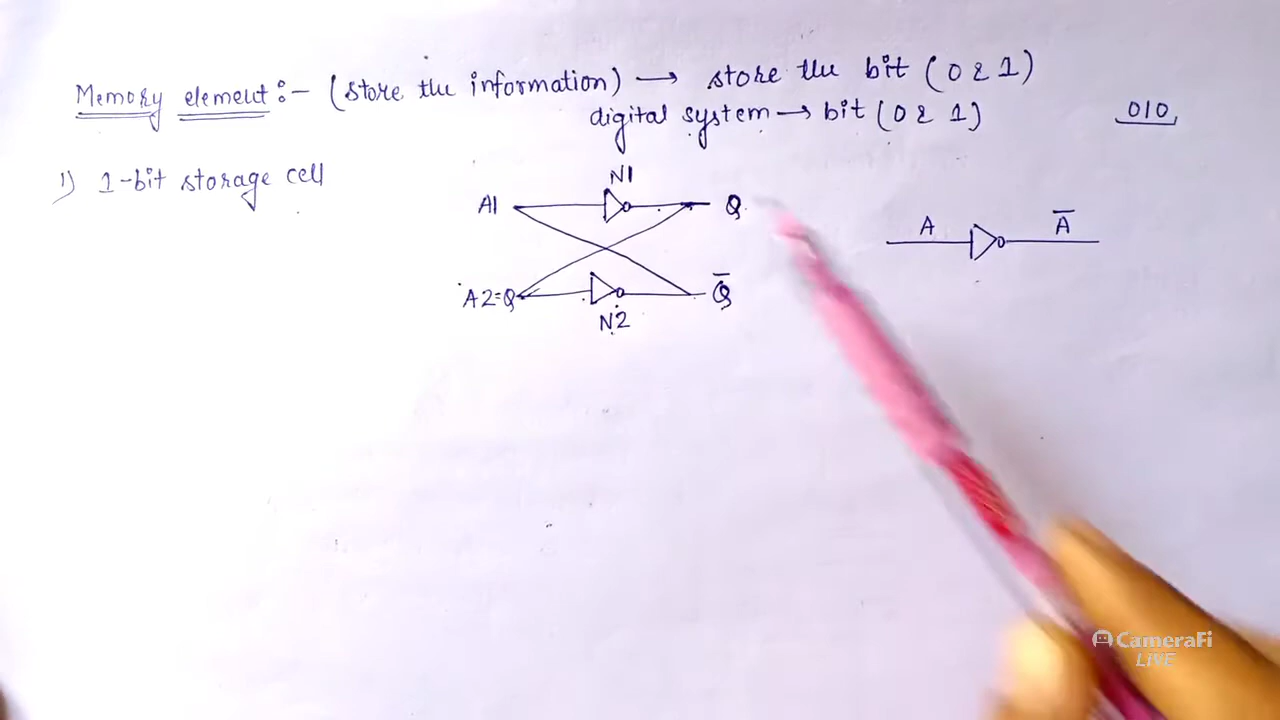 Memory element :- (store the information) → store the bit (0 & 1)
digital system → bit (0 & 1)
010
1) 1-bit storage cell
N1
A1
Q
A
A̅
A2=Q
Q̅
N2
CameraFi
LIVE